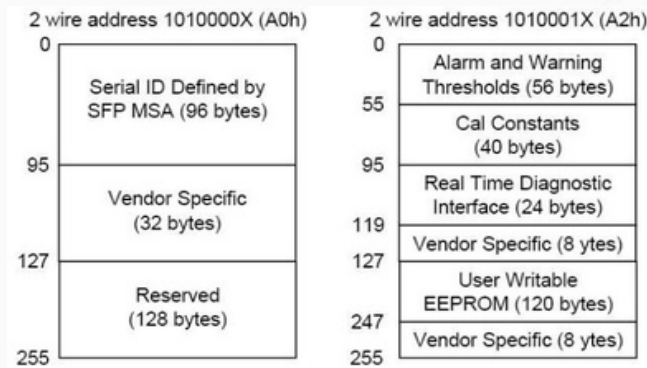 2 wire address 1010000X (A0h)
0
Serial ID Defined by
SFP MSA (96 bytes)
95
Vendor Specific
(32 bytes)
127
Reserved
(128 bytes)
255
2 wire address 1010001X (A2h)
0
Alarm and Warning
Thresholds (56 bytes)
55
Cal Constants
(40 bytes)
95
Real Time Diagnostic
Interface (24 bytes)
119
Vendor Specific (8 ytes)
127
User Writable
EEPROM (120 bytes)
247
Vendor Specific (8 ytes)
255